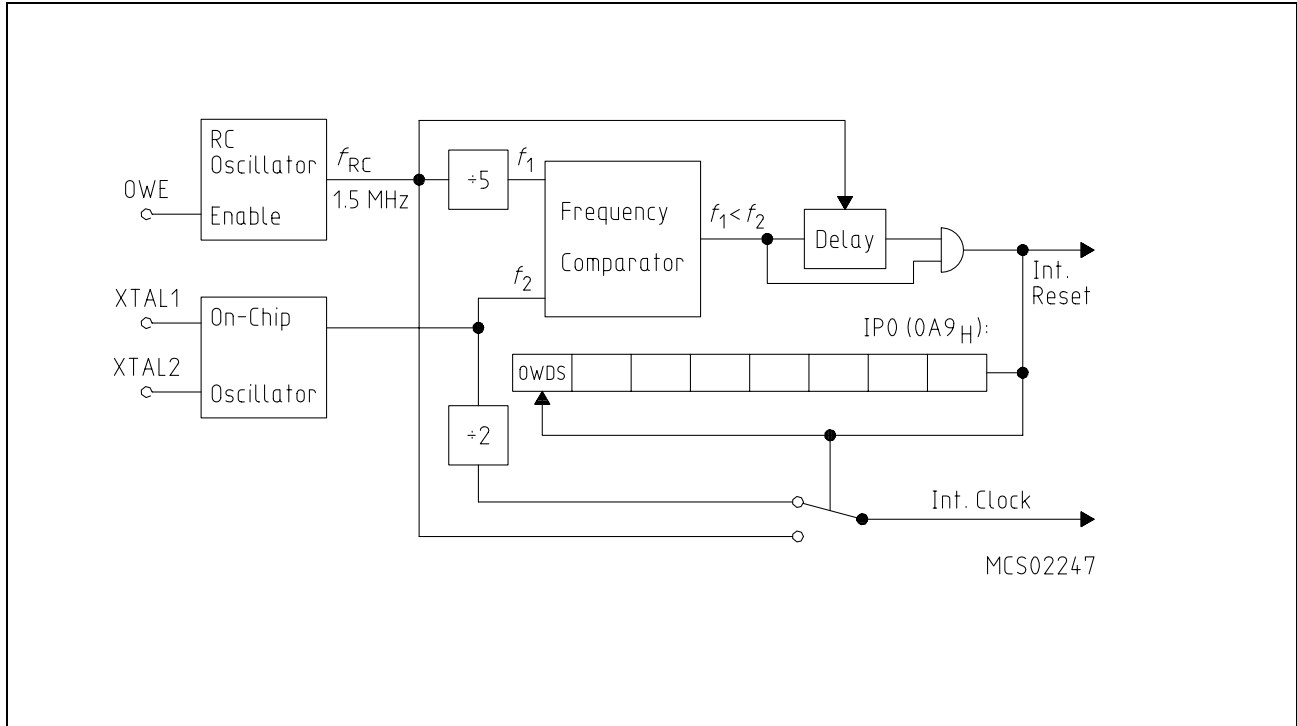 RC
Oscillator
Enable
OWE
fRC
1.5 MHz
÷5
f1
Frequency
Comparator
f1<f2
Delay
Int.
Reset
f2
XTAL1
XTAL2
On-Chip
Oscillator
IP0 (0A9H):
OWDS
÷2
Int. Clock
MCS02247